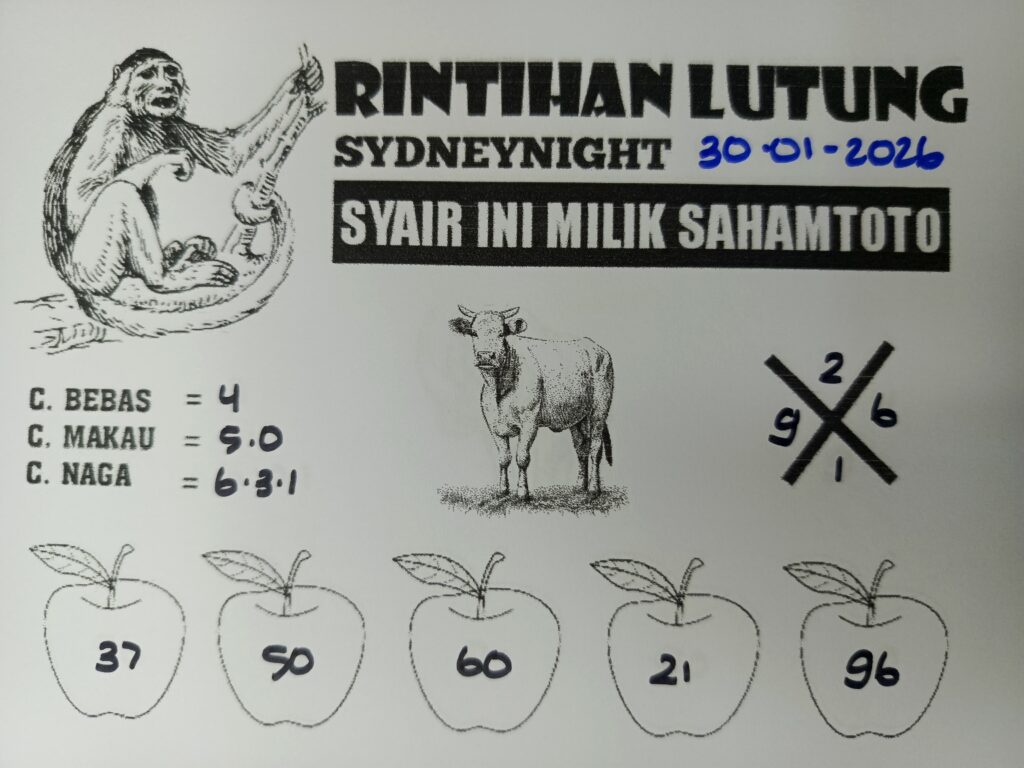 RINTIHAN LUTUNG
SYDNEYNIGHT 30-01-2026
SYAIR INI MILIK SAHAMTOTO
C. BEBAS = 4
C. MAKAU = 5.0
C. NAGA = 6.3.1
2
9 6
1
37 50 60 21 96